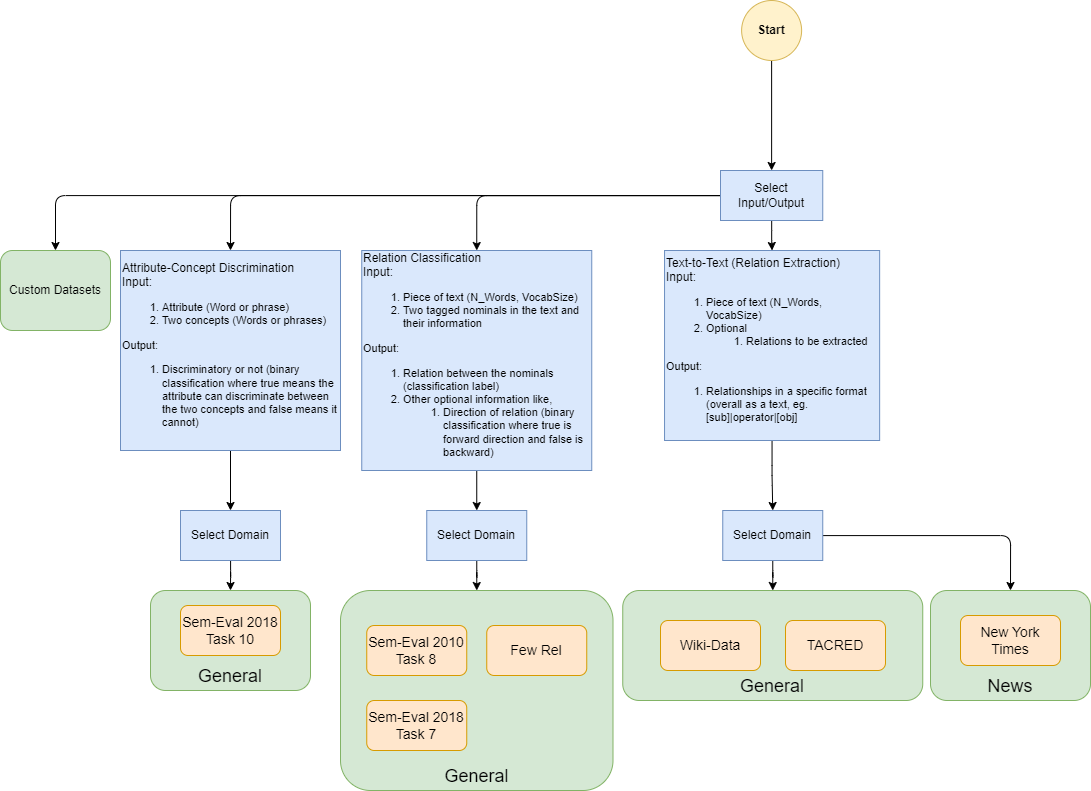 Start
Select
Input/Output
Custom Datasets
Attribute-Concept Discrimination
Input:
1. Attribute (Word or phrase)
2. Two concepts (Words or phrases)
Output:
1. Discriminatory or not (binary
classification where true means the
attribute can discriminate between
the two concepts and false means it
cannot)
Relation Classification
Input:
1. Piece of text (N_Words, VocabSize)
2. Two tagged nominals in the text and
their information
Output:
1. Relation between the nominals
(classification label)
2. Other optional information like,
1. Direction of relation (binary
classification where true is
forward direction and false is
backward)
Text-to-Text (Relation Extraction)
Input:
1. Piece of text (N_Words,
VocabSize)
2. Optional
1. Relations to be extracted
Output:
1. Relationships in a specific format
(overall as a text, eg.
[sub]|operator|[obj]
Select Domain
Select Domain
Select Domain
Sem-Eval 2018
Task 10
General
Sem-Eval 2010
Task 8
Few Rel
Sem-Eval 2018
Task 7
General
Wiki-Data
TACRED
General
New York
Times
News